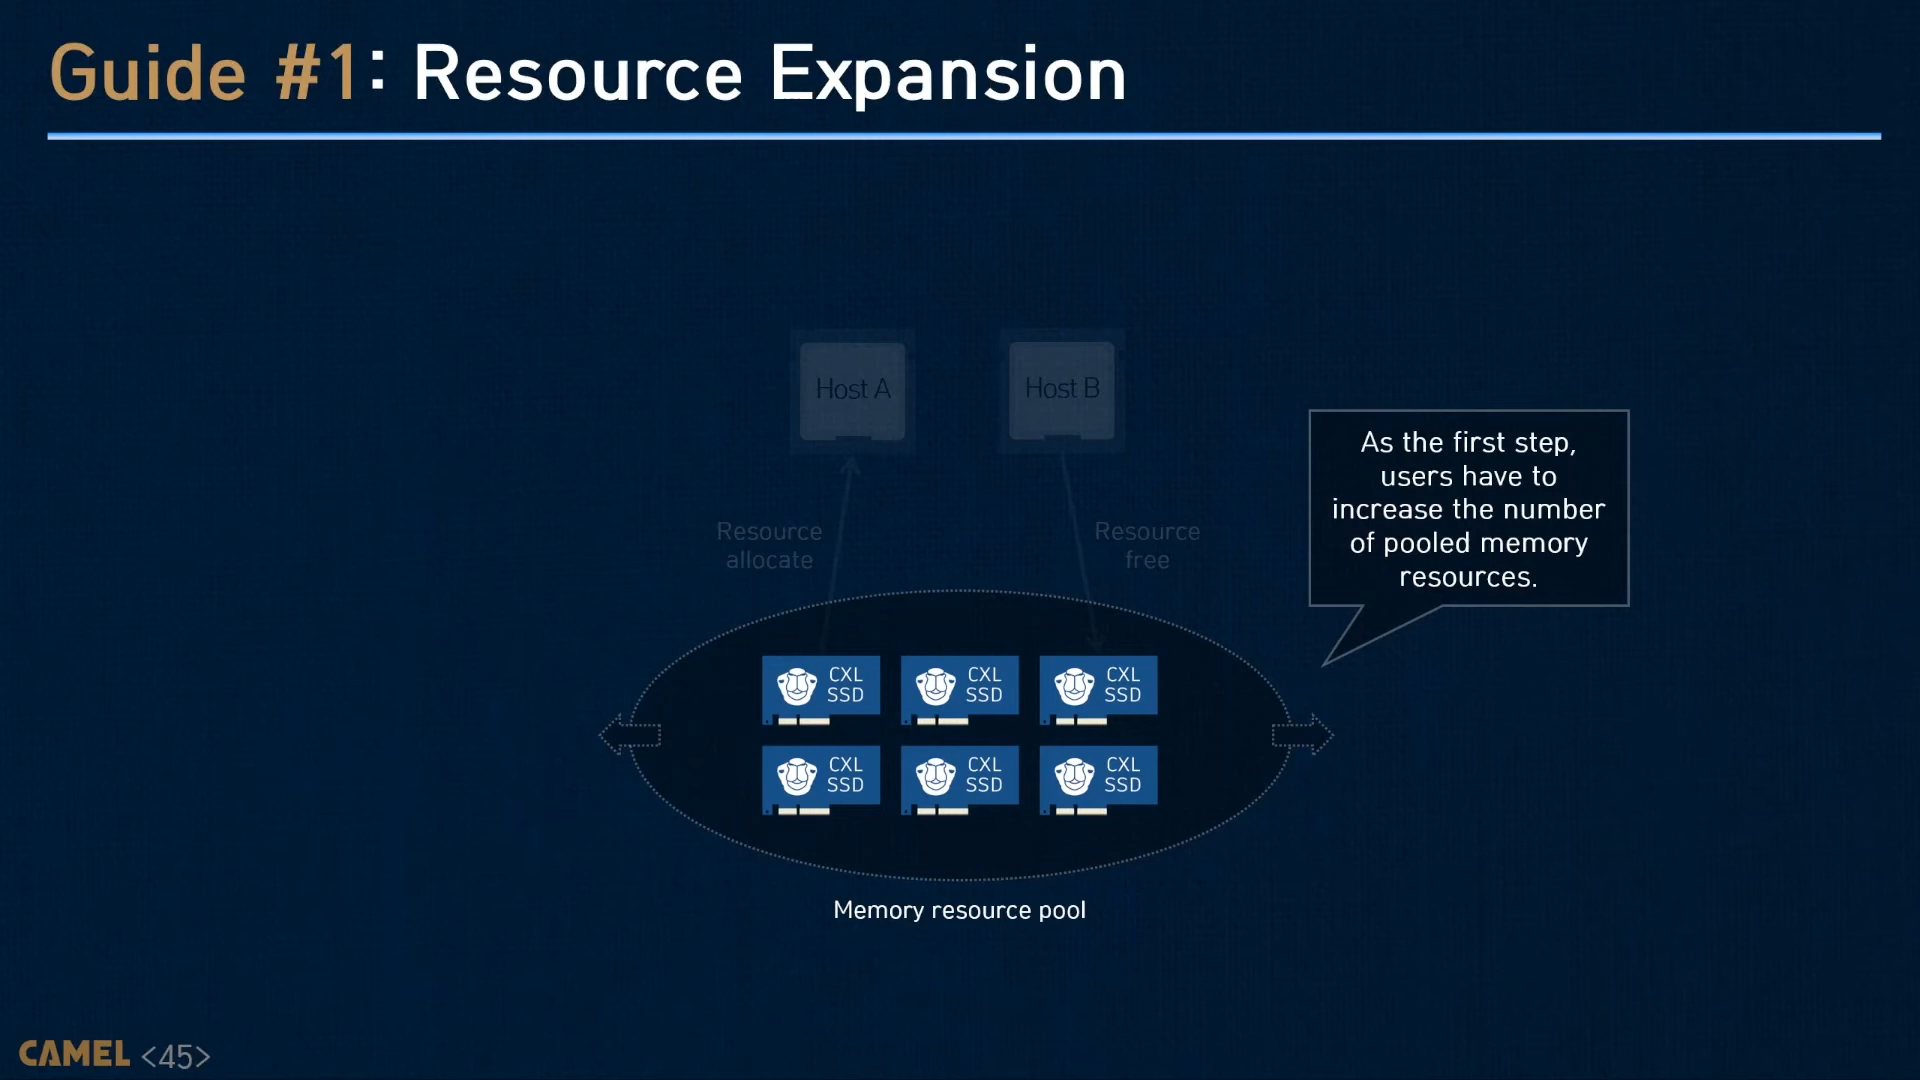 Guide #1: Resource Expansion
Host A
Host B
As the first step,
users have to
increase the number
of pooled memory
resources.
Resource
allocate
Resource
free
CXL
SSD
CXL
SSD
CXL
SSD
CXL
SSD
CXL
SSD
CXL
SSD
Memory resource pool
CAMEL <45>